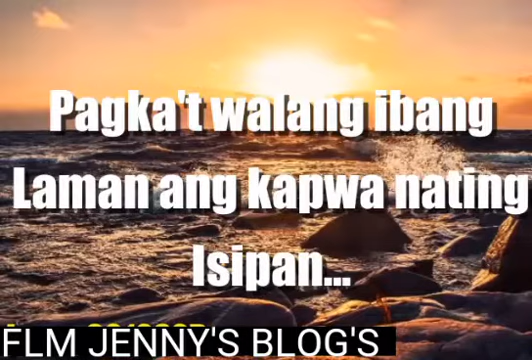 Pagka't walang ibang
Laman ang kapwa nating
Isipan...
FLM JENNY'S BLOG'S